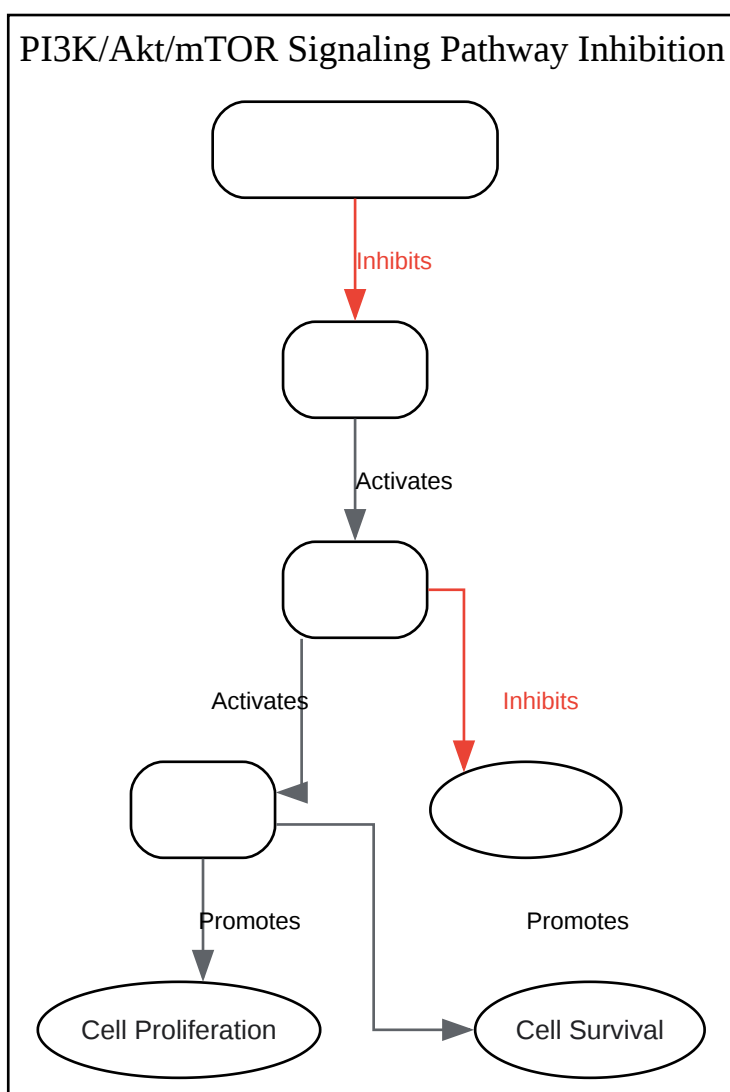 PI3K/Akt/mTOR Signaling Pathway Inhibition
Inhibits
Activates
Activates
Inhibits
Promotes
Promotes
Cell Proliferation
Cell Survival